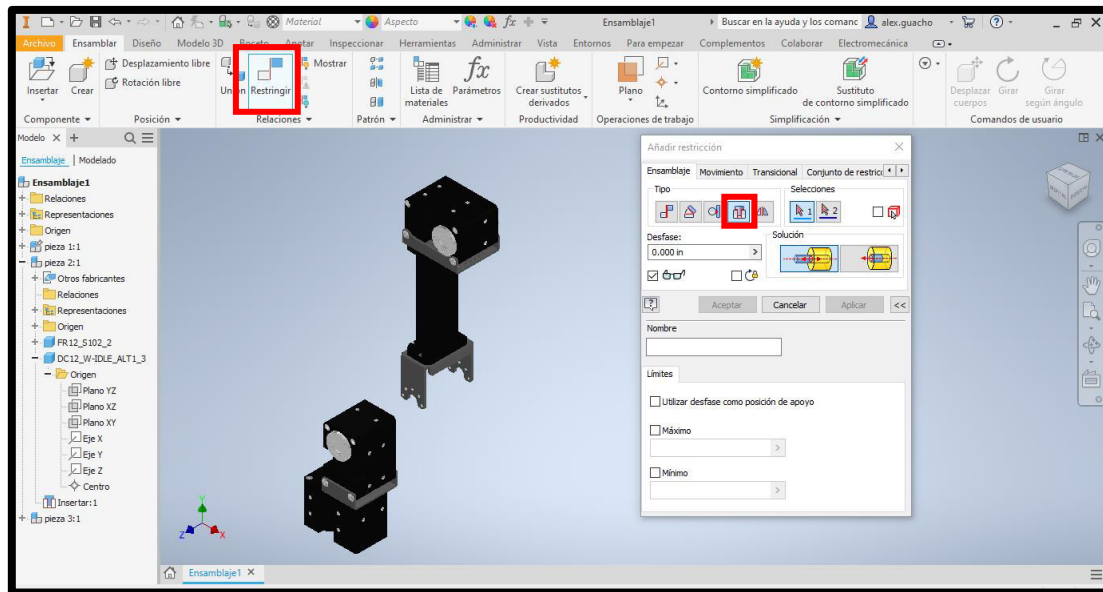 Material
Aspecto
fx
Ensamblaje1
Buscar en la ayuda y los comanc
alex.guacho
Archivo Ensamblar Diseño Modelo 3D Boceto Anotar Inspeccionar Herramientas Administrar Vista Entornos Para empezar Complementos Colaborar Electromecánica
Insertar
Crear
Desplazamiento libre
Rotación libre
Unión
Restringir
Mostrar
Lista de
materiales
fx
Parámetros
Crear sustitutos
derivados
Plano
Contorno simplificado
Sustituto
de contorno simplificado
Desplazar
cuerpos
Girar
Girar
según ángulo
Componente Posición Relaciones Patrón Administrar Productividad Operaciones de trabajo Simplificación Comandos de usuario
Modelo X +
Ensamblaje | Modelado
Ensamblaje1
+ Relaciones
+ Representaciones
+ Origen
+ pieza 1:1
- pieza 2:1
+ Otros fabricantes
Relaciones
+ Representaciones
+ Origen
+ FR12_S102_2
- DC12_W-IDLE_ALT1_3
- Origen
Plano YZ
Plano XZ
Plano XY
Eje X
Eje Y
Eje Z
Centro
Insertar:1
+ pieza 3:1
Añadir restricción
Ensamblaje Movimiento Transicional Conjunto de restricc
Tipo
Selecciones
1
2
Desfase:
Solución
0.000 in
Aceptar Cancelar Aplicar <<
Nombre
Límites
Utilizar desfase como posición de apoyo
Máximo
Mínimo
Y
Z
X
Ensamblaje1 X